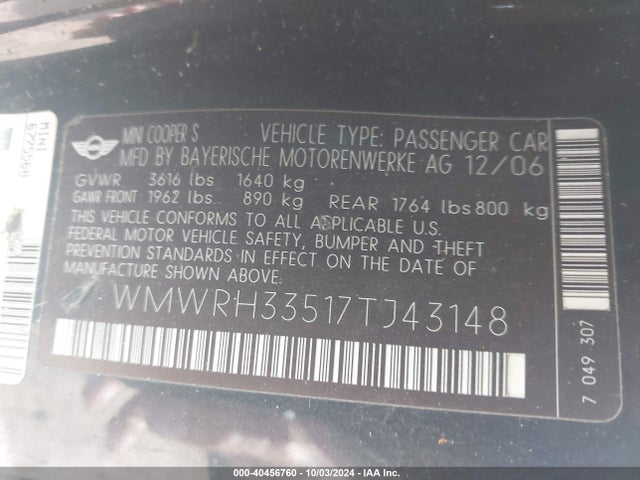 MINI COOPER S VEHICLE TYPE: PASSENGER CAR
MFD BY BAYERISCHE MOTORENWERKE AG 12/06
GVWR 3616 lbs 1640 kg
GAWR FRONT 1962 lbs. 890 kg REAR 1764 lbs 800 kg
THIS VEHICLE CONFORMS TO ALL APPLICABLE U.S.
FEDERAL MOTOR VEHICLE SAFETY, BUMPER AND THEFT
PREVENTION STANDARDS IN EFFECT ON THE DATE OF
MANUFACTURE SHOWN ABOVE.
WMWRH33517TJ43148
7 049 307
MINI
000-40456760 - 10/03/2024 - IAA Inc.